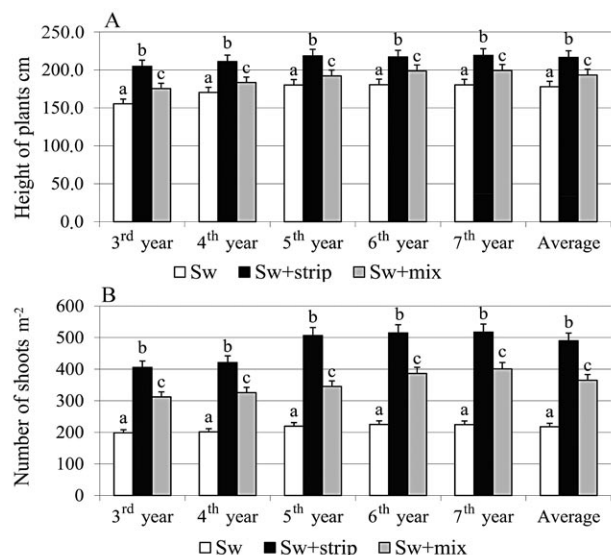 A
250.0
b b b b b b
200.0 a c a c a c a c a c a c
150.0
100.0
50.0
0.0
Height of plants cm
3rd year 4th year 5th year 6th year 7th year Average
Sw Sw+strip Sw+mix
B
600
b b b b b b
500
400 c c c c c c
300
a a a a a a
200
100
0
Number of shoots m-2
3rd year 4th year 5th year 6th year 7th year Average
Sw Sw+strip Sw+mix